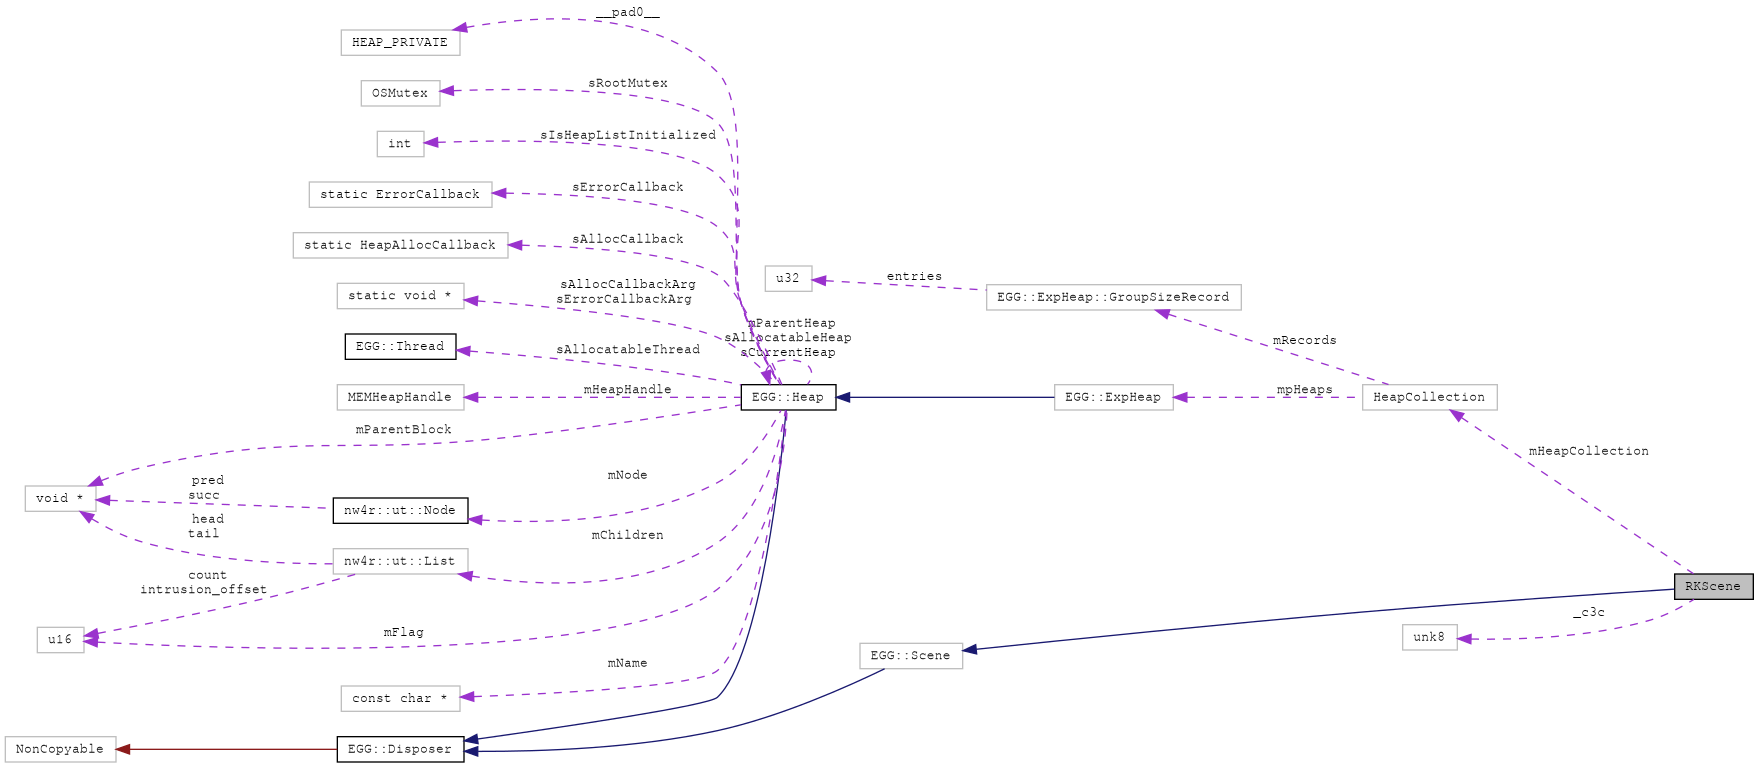 __pad0__
HEAP_PRIVATE
sRootMutex
OSMutex
sIsHeapListInitialized
int
sErrorCallback
static ErrorCallback
sAllocCallback
static HeapAllocCallback
u32
entries
sAllocCallbackArg
sErrorCallbackArg
static void *
EGG::ExpHeap::GroupSizeRecord
mParentHeap
sAllocatableHeap
sCurrentHeap
mRecords
EGG::Thread
sAllocatableThread
MEMHeapHandle
mHeapHandle
EGG::Heap
EGG::ExpHeap
mpHeaps
HeapCollection
mParentBlock
mHeapCollection
mNode
pred
succ
void *
nw4r::ut::Node
head
tail
mChildren
nw4r::ut::List
count
intrusion_offset
RKScene
_c3c
u16
mFlag
unk8
EGG::Scene
mName
const char *
NonCopyable
EGG::Disposer